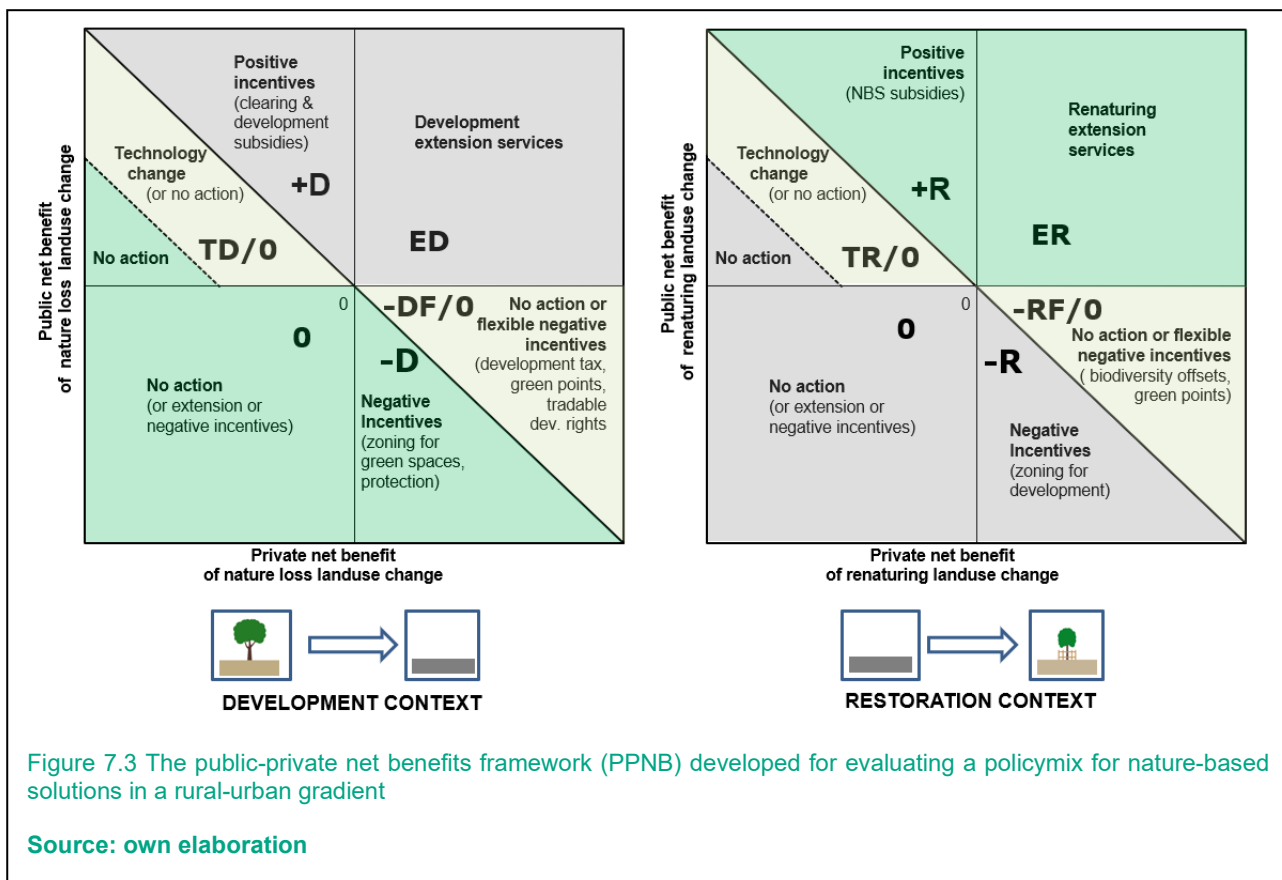 Public net benefit
of nature loss landuse change
Positive
incentives
(clearing &
development
subsidies)
+D
Development
extension services
ED
Technology
change
(or no action)
TD/0
No action
0
0
No action
(or extension or
negative incentives)
-DF/0
No action or
flexible negative
incentives
(development tax,
green points,
tradable
dev. rights
-D
Negative
Incentives
(zoning for
green spaces,
protection)
Private net benefit
of nature loss landuse change
DEVELOPMENT CONTEXT
Public net benefit
of renaturing landuse change
Positive
incentives
(NBS subsidies)
+R
Renaturing
extension
services
ER
Technology
change
(or no action)
TR/0
No action
0
0
No action
(or extension or
negative incentives)
-RF/0
No action or flexible
negative incentives
( biodiversity offsets,
green points)
-R
Negative
Incentives
(zoning for
development)
Private net benefit
of renaturing landuse change
RESTORATION CONTEXT
Figure 7.3 The public-private net benefits framework (PPNB) developed for evaluating a policymix for nature-based
solutions in a rural-urban gradient
Source: own elaboration